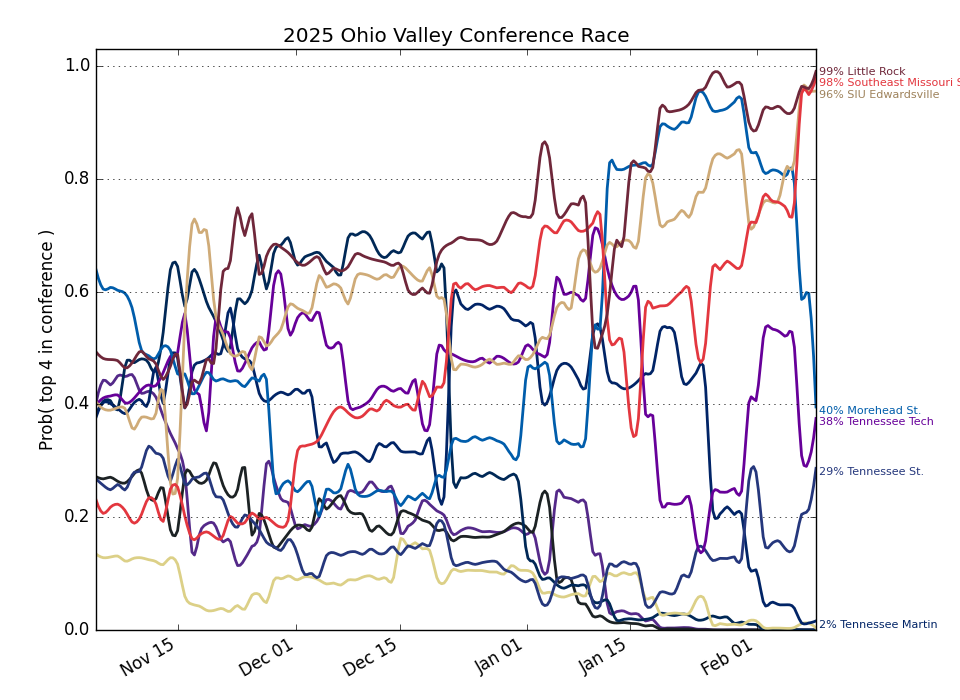 2025 Ohio Valley Conference Race
Prob( top 4 in conference )
1.0
0.8
0.6
0.4
0.2
0.0
Nov 15
Dec 01
Dec 15
Jan 01
Jan 15
Feb 01
99% Little Rock
98% Southeast Missouri S
96% SIU Edwardsville
40% Morehead St.
38% Tennessee Tech
29% Tennessee St.
2% Tennessee Martin